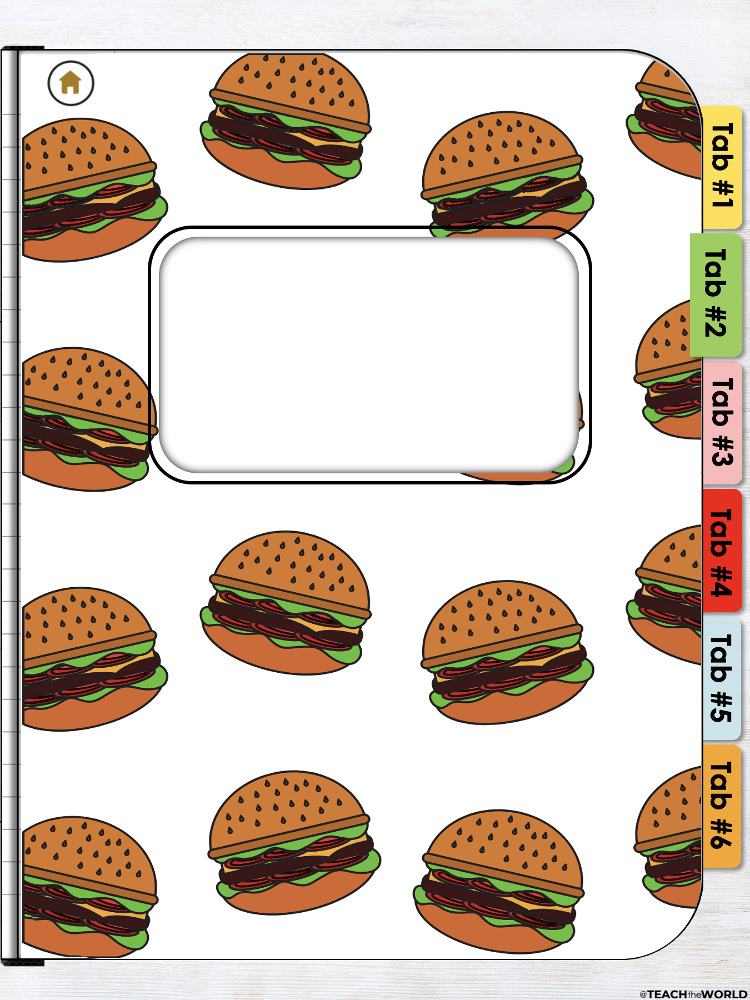 Tab #1
Tab #2
Tab #3
Tab #4
Tab #5
Tab #6
@TEACHtheWORLD